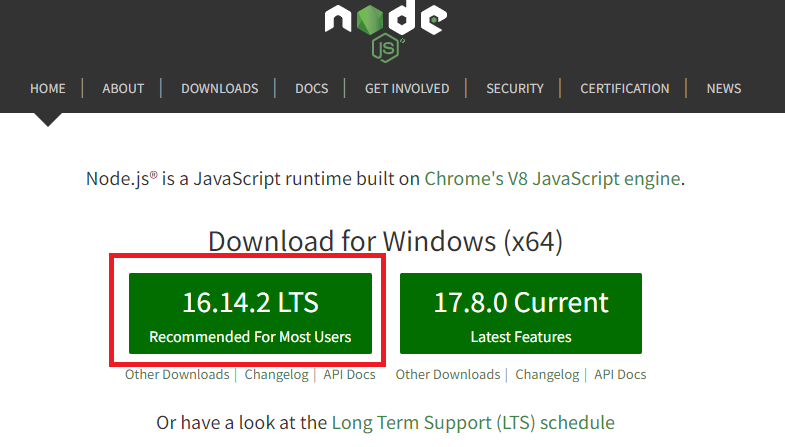 node
JS
HOME | ABOUT | DOWNLOADS | DOCS | GET INVOLVED | SECURITY | CERTIFICATION | NEWS
Node.js® is a JavaScript runtime built on Chrome's V8 JavaScript engine.
Download for Windows (x64)
16.14.2 LTS
Recommended For Most Users
17.8.0 Current
Latest Features
Other Downloads | Changelog | API Docs
Other Downloads | Changelog | API Docs
Or have a look at the Long Term Support (LTS) schedule